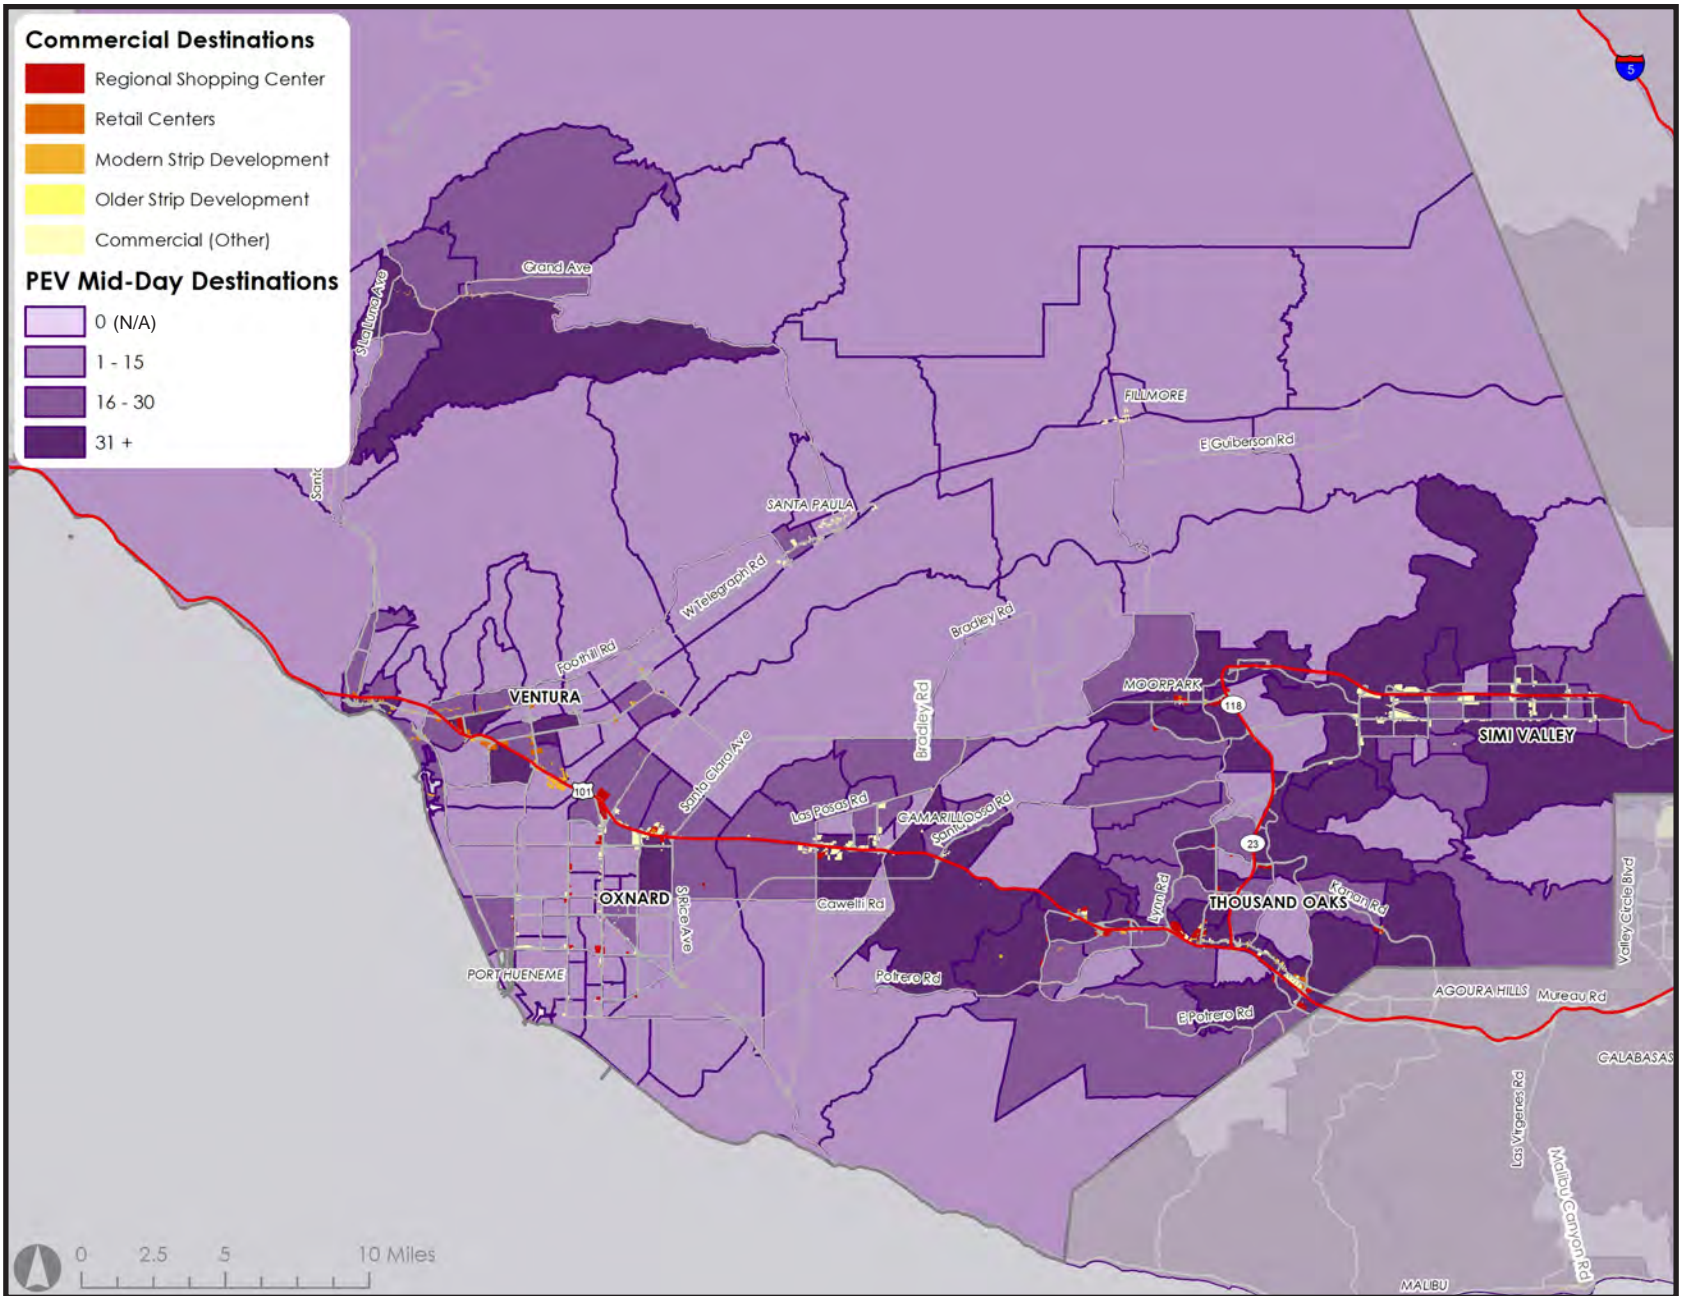 Commercial Destinations
Regional Shopping Center
Retail Centers
Modern Strip Development
Older Strip Development
Commercial (Other)
PEV Mid-Day Destinations
0 (N/A)
1 - 15
16 - 30
31 +
5
Grand Ave
S La Luna Ave
FILLMORE
E Guiberson Rd
Santa
SANTA PAULA
W Telegraph Rd
Bradley Rd
Foothill Rd
MOORPARK
VENTURA
118
Bradley Rd
SIMI VALLEY
Santa Clara Ave
101
Las Posas Rd
CAMARILLO
Santa Rosa Rd
23
Valley Circle Blvd
Lynn Rd
Kanan Rd
OXNARD
Cawelti Rd
THOUSAND OAKS
S Rice Ave
PORT HUENEME
Potrero Rd
AGOURA HILLS
Mureau Rd
E Potrero Rd
CALABASAS
Las Virgenes Rd
Malibu Canyon Rd
0 2.5 5 10 Miles
MALIBU